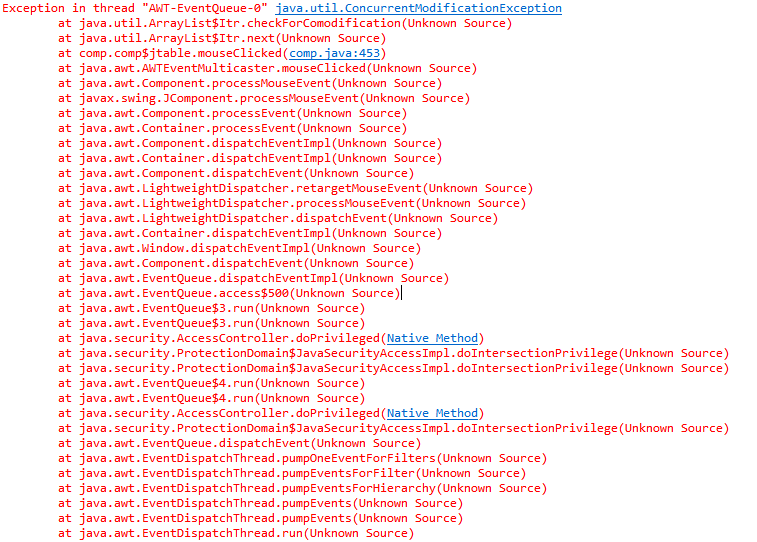 Exception in thread "AWT-EventQueue-0" java.util.ConcurrentModificationException
at java.util.ArrayList$Itr.checkForComodification(Unknown Source)
at java.util.ArrayList$Itr.next(Unknown Source)
at comp.comp$jtable.mouseClicked(comp.java:453)
at java.awt.AWTEventMulticaster.mouseClicked(Unknown Source)
at java.awt.Component.processMouseEvent(Unknown Source)
at javax.swing.JComponent.processMouseEvent(Unknown Source)
at java.awt.Component.processEvent(Unknown Source)
at java.awt.Container.processEvent(Unknown Source)
at java.awt.Component.dispatchEventImpl(Unknown Source)
at java.awt.Container.dispatchEventImpl(Unknown Source)
at java.awt.Component.dispatchEvent(Unknown Source)
at java.awt.LightweightDispatcher.retargetMouseEvent(Unknown Source)
at java.awt.LightweightDispatcher.processMouseEvent(Unknown Source)
at java.awt.LightweightDispatcher.dispatchEvent(Unknown Source)
at java.awt.Container.dispatchEventImpl(Unknown Source)
at java.awt.Window.dispatchEventImpl(Unknown Source)
at java.awt.Component.dispatchEvent(Unknown Source)
at java.awt.EventQueue.dispatchEventImpl(Unknown Source)
at java.awt.EventQueue.access$500(Unknown Source)
at java.awt.EventQueue$3.run(Unknown Source)
at java.awt.EventQueue$3.run(Unknown Source)
at java.security.AccessController.doPrivileged(Native Method)
at java.security.ProtectionDomain$JavaSecurityAccessImpl.doIntersectionPrivilege(Unknown Source)
at java.security.ProtectionDomain$JavaSecurityAccessImpl.doIntersectionPrivilege(Unknown Source)
at java.awt.EventQueue$4.run(Unknown Source)
at java.awt.EventQueue$4.run(Unknown Source)
at java.security.AccessController.doPrivileged(Native Method)
at java.security.ProtectionDomain$JavaSecurityAccessImpl.doIntersectionPrivilege(Unknown Source)
at java.awt.EventQueue.dispatchEvent(Unknown Source)
at java.awt.EventDispatchThread.pumpOneEventForFilters(Unknown Source)
at java.awt.EventDispatchThread.pumpEventsForFilter(Unknown Source)
at java.awt.EventDispatchThread.pumpEventsForHierarchy(Unknown Source)
at java.awt.EventDispatchThread.pumpEvents(Unknown Source)
at java.awt.EventDispatchThread.pumpEvents(Unknown Source)
at java.awt.EventDispatchThread.run(Unknown Source)